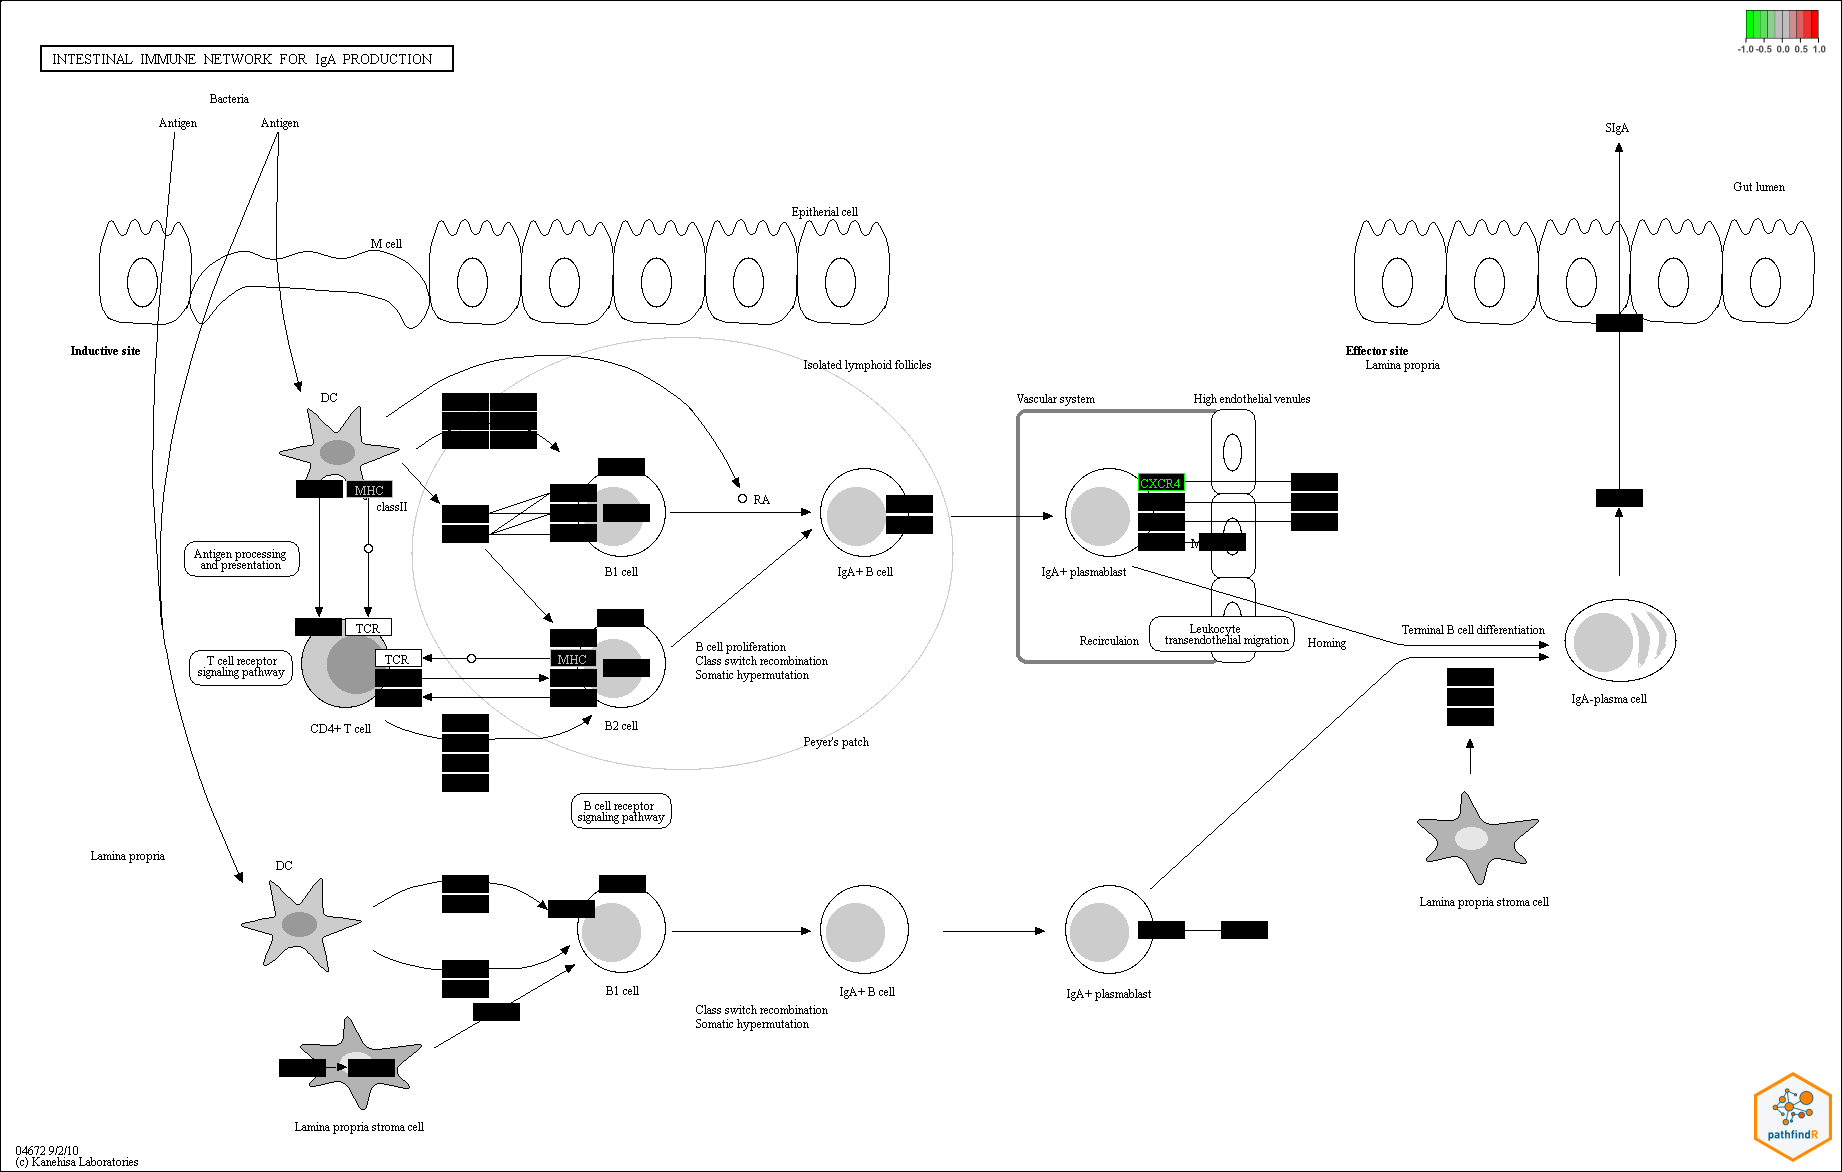 -1.0 -0.5 0.0 0.5 1.0
INTESTINAL IMMUNE NETWORK FOR IgA PRODUCTION
Bacteria
Antigen
Antigen
SIgA
Gut lumen
Epitherial cell
M cell
Inductive site
Effector site
Lamina propria
Isolated lymphoid follicles
DC
Vascular system
High endothelial venules
MHC
classII
CXCR4
RA
M
Antigen processing
and presentation
B1 cell
IgA+ B cell
IgA+ plasmablast
TCR
Leukocyte
transendothelial migration
Recirculaion
Homing
Terminal B cell differentiation
TCR
MHC
T cell receptor
signaling pathway
B cell proliferation
Class switch recombination
Somatic hypermutation
IgA-plasma cell
CD4+ T cell
B2 cell
Peyer's patch
B cell receptor
signaling pathway
Lamina propria
DC
Lamina propria stroma cell
B1 cell
IgA+ B cell
IgA+ plasmablast
Class switch recombination
Somatic hypermutation
Lamina propria stroma cell
pathfindR
04672 9/2/10
(c) Kanehisa Laboratories